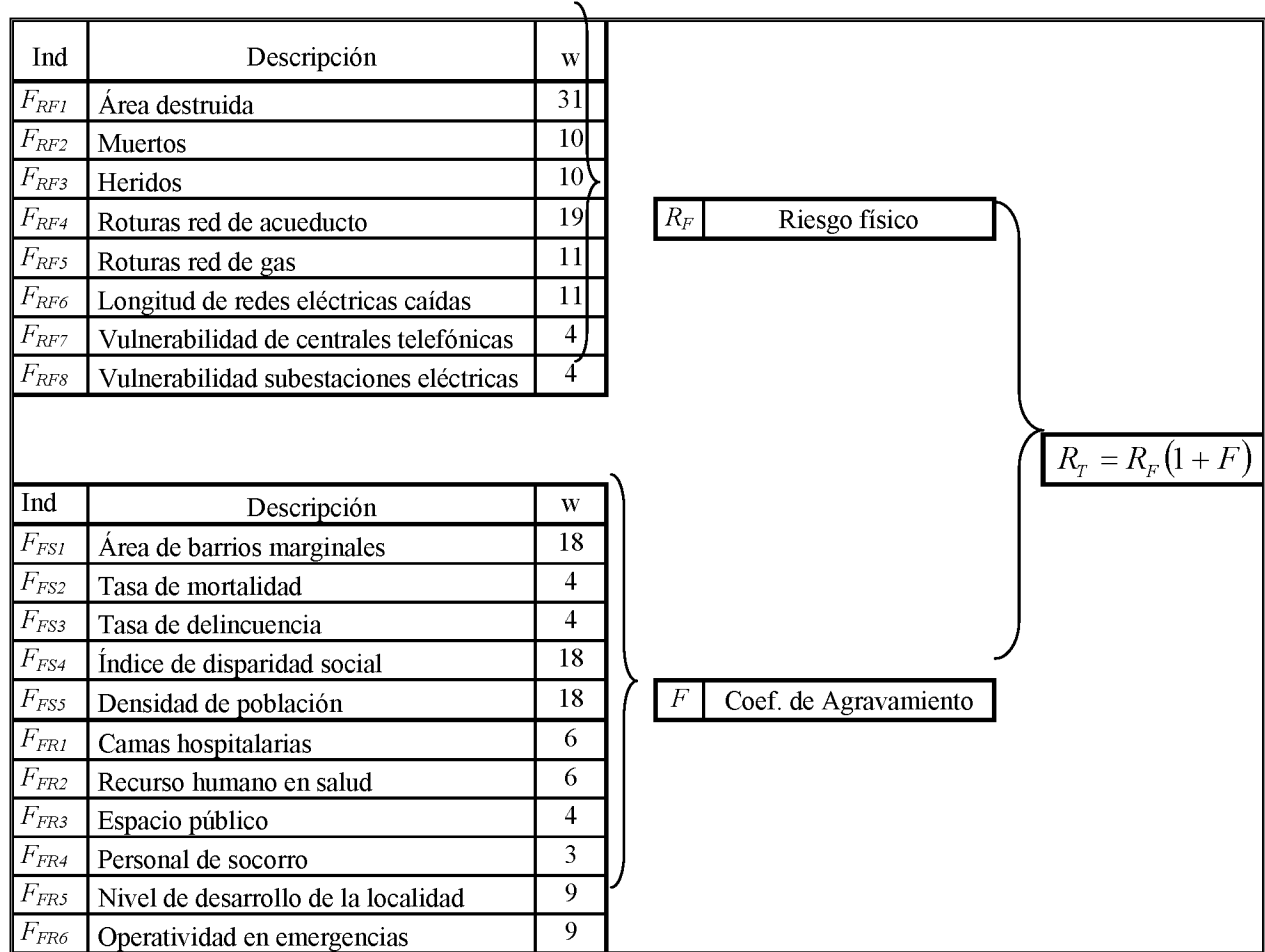 Ind Descripción w
F_RF1 Área destruida 31
F_RF2 Muertos 10
F_RF3 Heridos 10
F_RF4 Roturas red de acueducto 19
F_RF5 Roturas red de gas 11
F_RF6 Longitud de redes eléctricas caídas 11
F_RF7 Vulnerabilidad de centrales telefónicas 4
F_RF8 Vulnerabilidad subestaciones eléctricas 4
R_F Riesgo físico
R_T = R_F(1 + F)
Ind Descripción w
F_FS1 Área de barrios marginales 18
F_FS2 Tasa de mortalidad 4
F_FS3 Tasa de delincuencia 4
F_FS4 Índice de disparidad social 18
F_FS5 Densidad de población 18
F_FR1 Camas hospitalarias 6
F_FR2 Recurso humano en salud 6
F_FR3 Espacio público 4
F_FR4 Personal de socorro 3
F_FR5 Nivel de desarrollo de la localidad 9
F_FR6 Operatividad en emergencias 9
F Coef. de Agravamiento